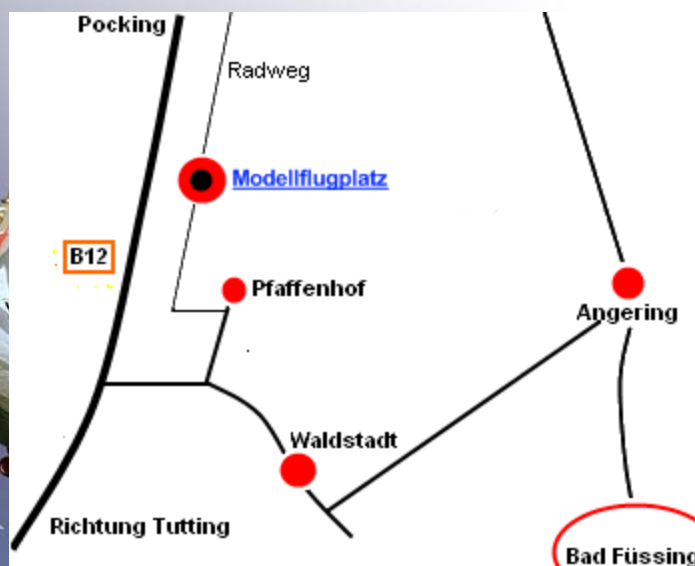 Pocking
Radweg
Modellflugplatz
B12
Pfaffenhof
Angering
Waldstadt
Richtung Tutting
Bad Füssing